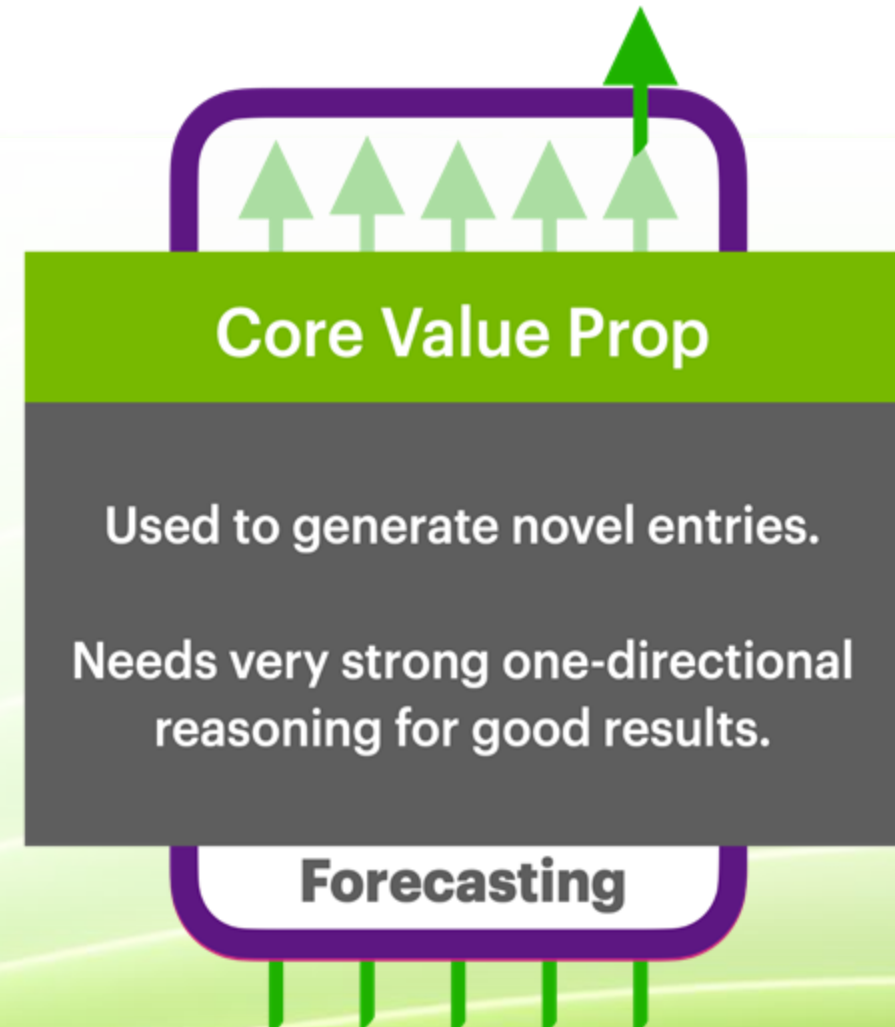 Core Value Prop
Used to generate novel entries.
Needs very strong one-directional
reasoning for good results.
Forecasting